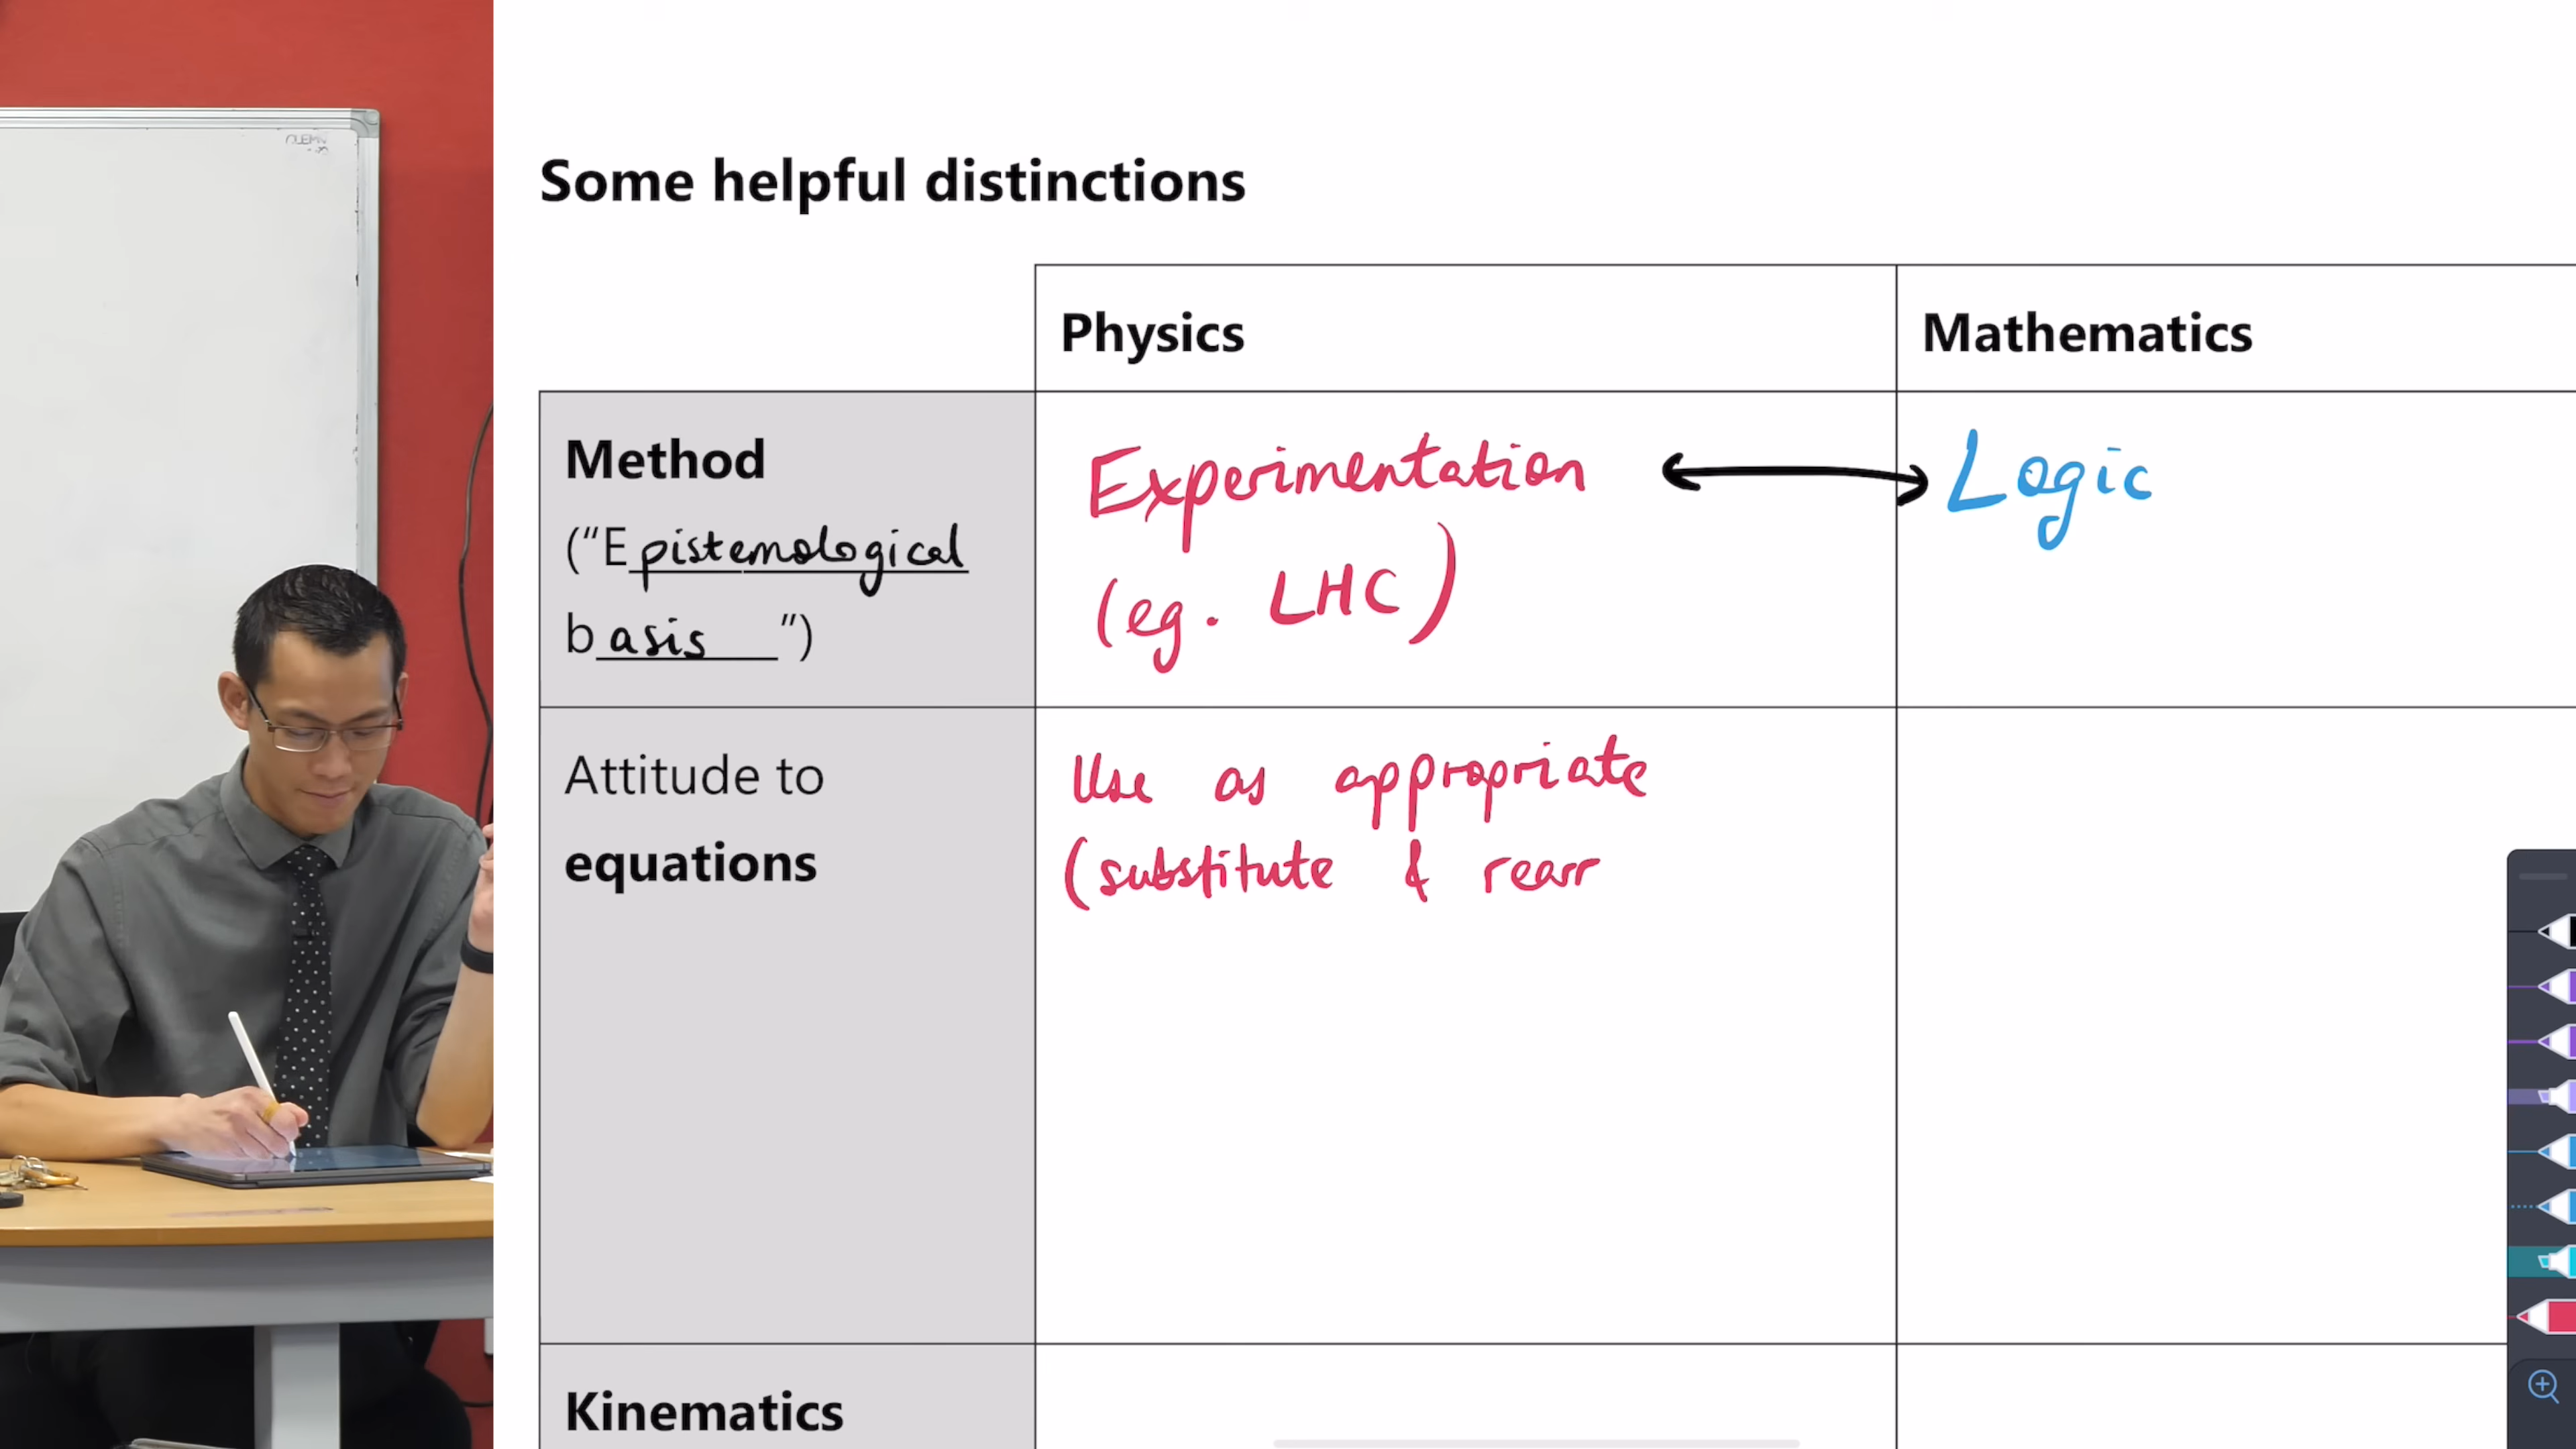 Some helpful distinctions
Physics
Mathematics
Method
("Epistemological
basis")
Experimentation
(eg. LHC)
Logic
Attitude to
equations
Use as appropriate
(substitute & rearr
Kinematics